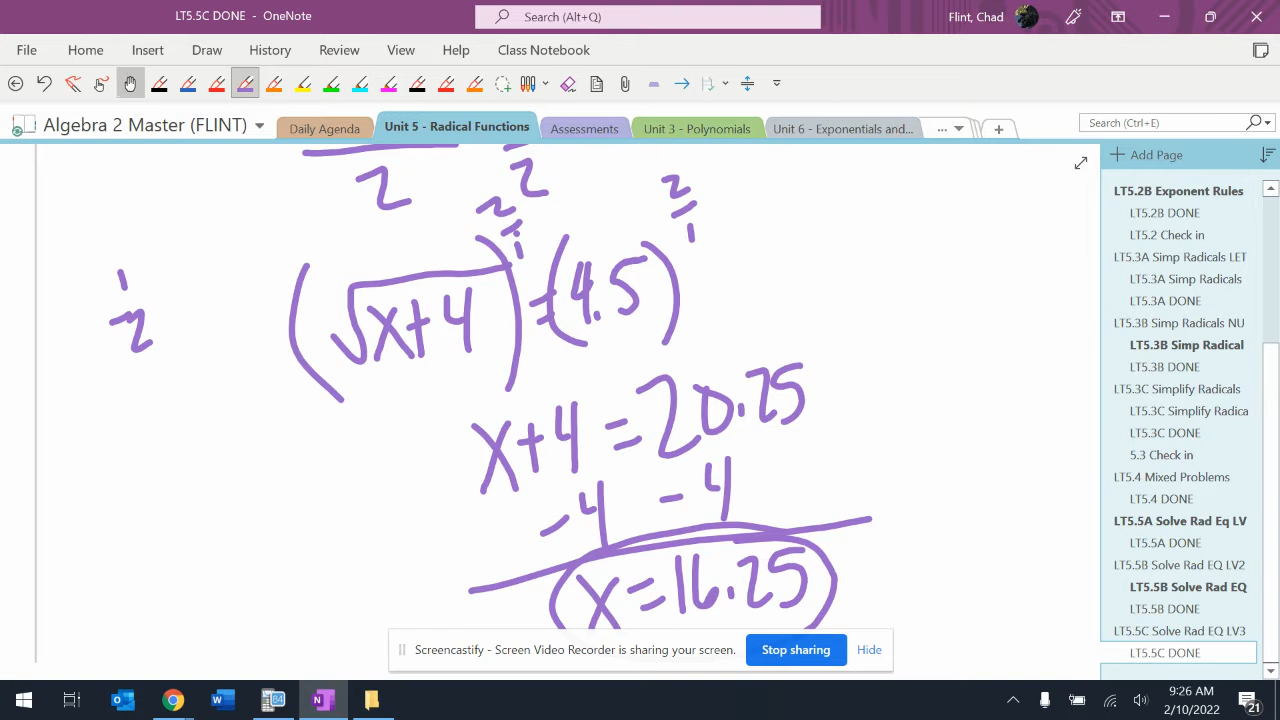 LT5.5C DONE - OneNote
Search (Alt+Q)
Flint, Chad
File Home Insert Draw History Review View Help Class Notebook
Algebra 2 Master (FLINT)
Daily Agenda
Unit 5 - Radical Functions
Assessments
Unit 3 - Polynomials
Unit 6 - Exponentials and...
...
Search (Ctrl+E)
Add Page
LT5.2B Exponent Rules
LT5.2B DONE
LT5.2 Check in
LT5.3A Simp Radicals LET
LT5.3A Simp Radicals
LT5.3A DONE
LT5.3B Simp Radicals NU
LT5.3B Simp Radical
LT5.3B DONE
LT5.3C Simplify Radicals
LT5.3C Simplify Radica
LT5.3C DONE
5.3 Check in
LT5.4 Mixed Problems
LT5.4 DONE
LT5.5A Solve Rad Eq LV
LT5.5A DONE
LT5.5B Solve Rad EQ LV2
LT5.5B Solve Rad EQ
LT5.5B DONE
LT5.5C Solve Rad EQ LV3
LT5.5C DONE
2 2
1/2
(√x+4)^2/1 = (4.5)^2/1
x+4 = 20.25
-4 -4
x = 16.25
Screencastify - Screen Video Recorder is sharing your screen.
Stop sharing
Hide
84
9:26 AM
2/10/2022
21